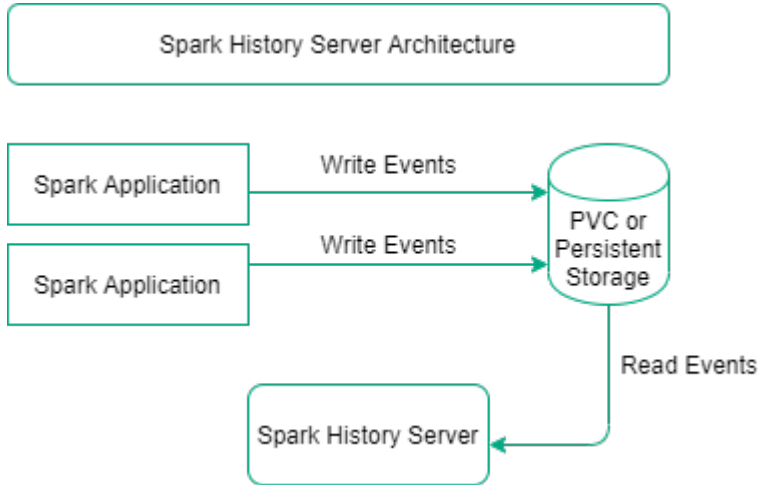 Spark History Server Architecture
Spark Application
Write Events
Spark Application
Write Events
PVC or
Persistent
Storage
Read Events
Spark History Server